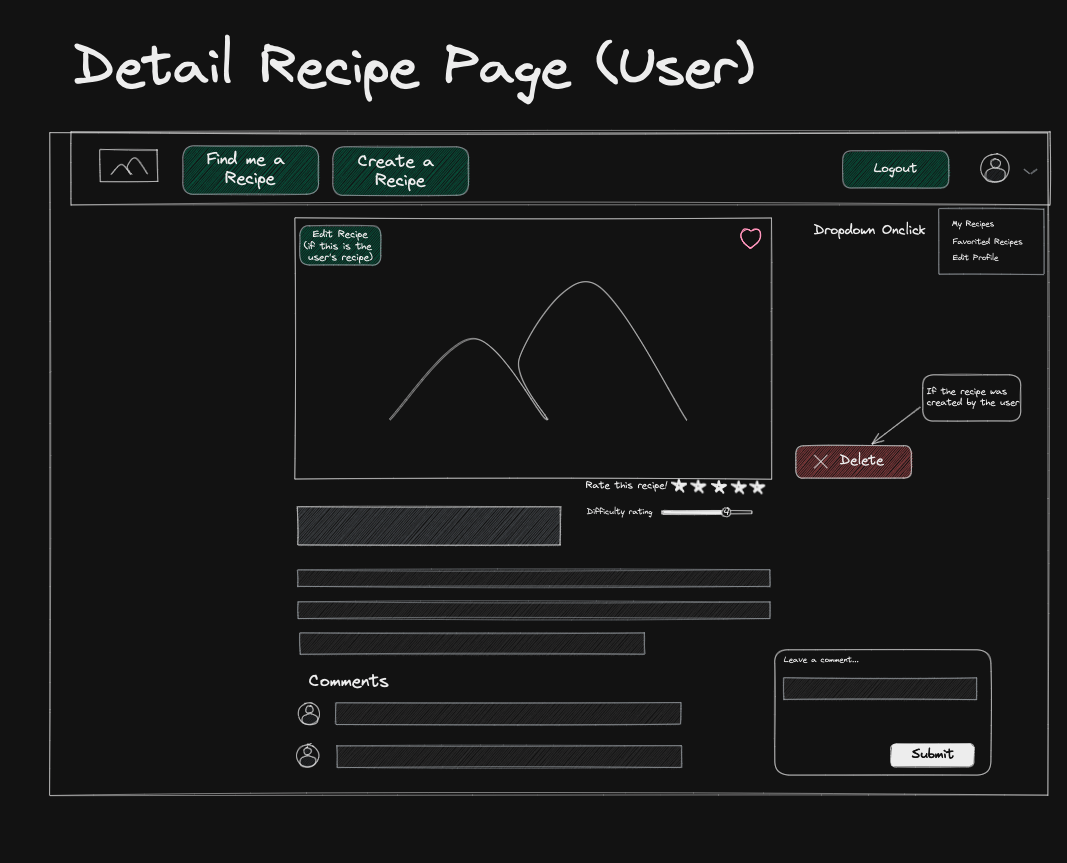 Detail Recipe Page (User)
Find me a
Recipe
Create a
Recipe
Logout
Edit Recipe
(if this is the
user's recipe)
Dropdown Onclick
My Recipes
Favorited Recipes
Edit Profile
If the recipe was
created by the user
Delete
Rate this recipe!
Difficulty rating
4
Comments
Leave a comment...
Submit